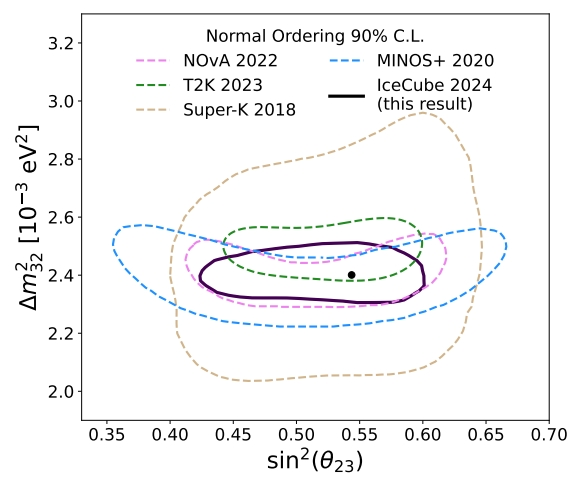 Normal Ordering 90% C.L.
NOvA 2022
T2K 2023
Super-K 2018
MINOS+ 2020
IceCube 2024
(this result)
Δm²₃₂ [10⁻³ eV²]
3.2
3.0
2.8
2.6
2.4
2.2
2.0
0.35 0.40 0.45 0.50 0.55 0.60 0.65 0.70
sin²(θ₂₃)